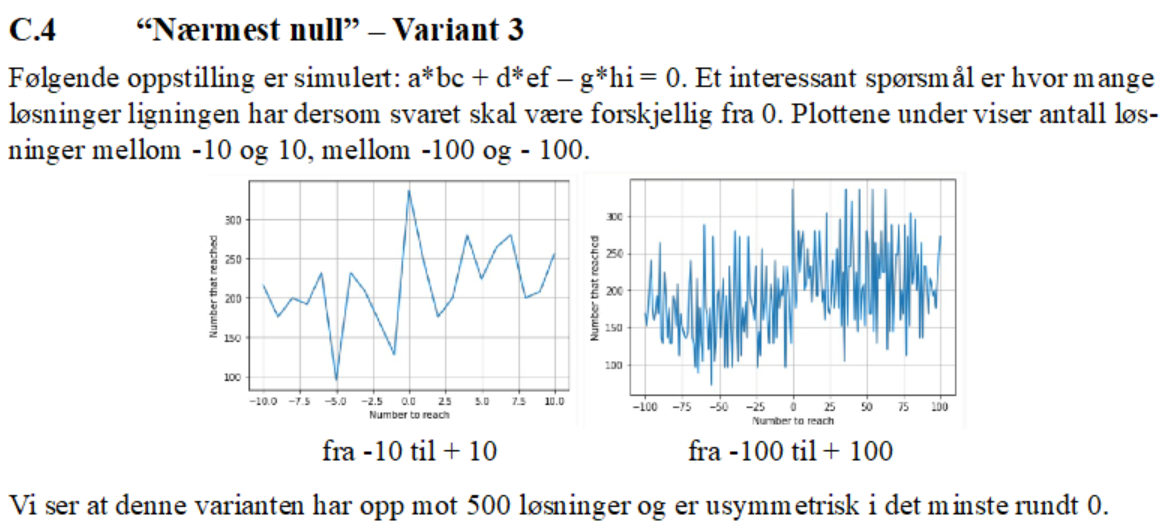 C.4 “Nærmest null” – Variant 3
Følgende oppstilling er simulert: a*bc + d*ef – g*hi = 0. Et interessant spørsmål er hvor mange
løsninger ligningen har dersom svaret skal være forskjellig fra 0. Plottene under viser antall løs-
ninger mellom -10 og 10, mellom -100 og - 100.
Number that reached
300
250
200
150
100
−10.0 −7.5 −5.0 −2.5 0.0 2.5 5.0 7.5 10.0
Number to reach
Number that reached
300
250
200
150
100
−100 −75 −50 −25 0 25 50 75 100
Number to reach
fra -10 til + 10
fra -100 til + 100
Vi ser at denne varianten har opp mot 500 løsninger og er usymmetrisk i det minste rundt 0.